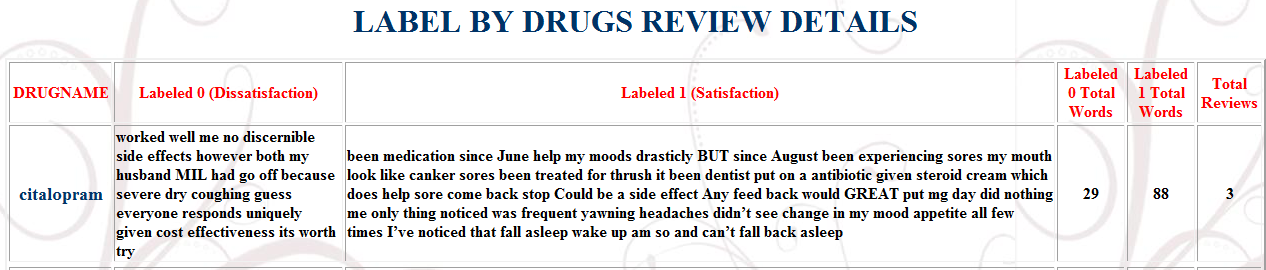 LABEL BY DRUGS REVIEW DETAILS
DRUGNAME
Labeled 0 (Dissatisfaction)
Labeled 1 (Satisfaction)
Labeled
0 Total
Words
Labeled
1 Total
Words
Total
Reviews
citalopram
worked well me no discernible
side effects however both my
husband MIL had go off because
severe dry coughing guess
everyone responds uniquely
given cost effectiveness its worth
try
been medication since June help my moods drasticly BUT since August been experiencing sores my mouth
look like canker sores been treated for thrush it been dentist put on a antibiotic given steroid cream which
does help sore come back stop Could be a side effect Any feed back would GREAT put mg day did nothing
me only thing noticed was frequent yawning headaches didn’t see change in my mood appetite all few
times I’ve noticed that fall asleep wake up am so and can’t fall back asleep
29
88
3